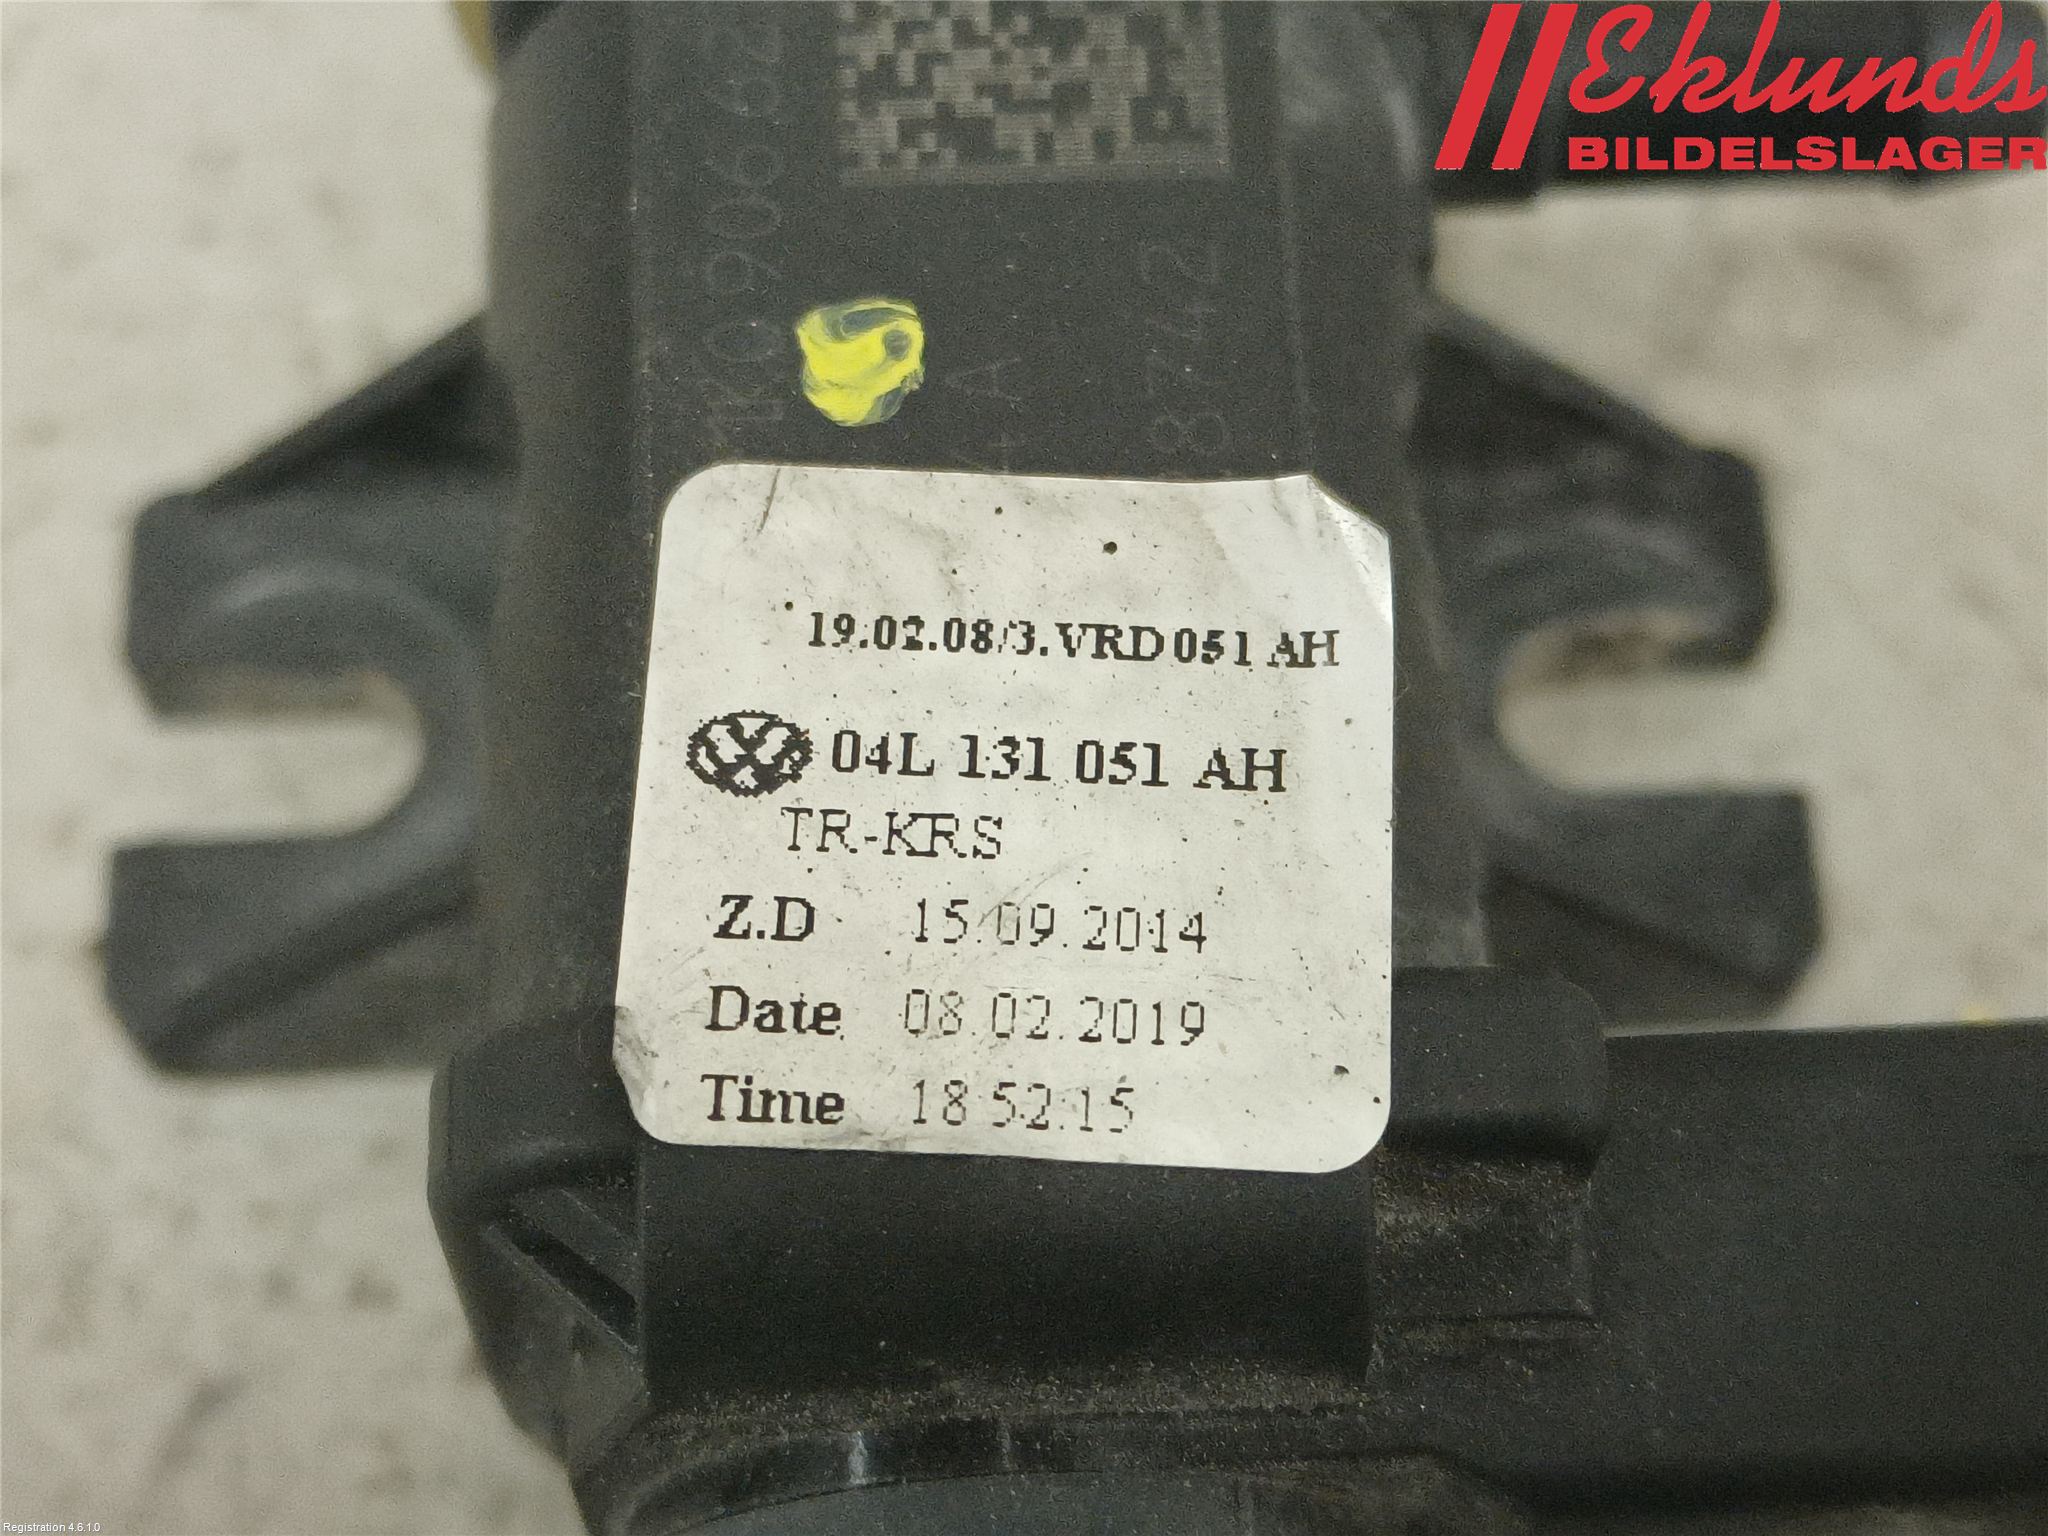 Eklunds
BILDELSLAGER
A
8742
19.02.08/3.VRD 051 AH
04L 131 051 AH
TR-KRS
Z.D 15.09.2014
Date 08.02.2019
Time 18:52:15
Registration 4.6.1.0